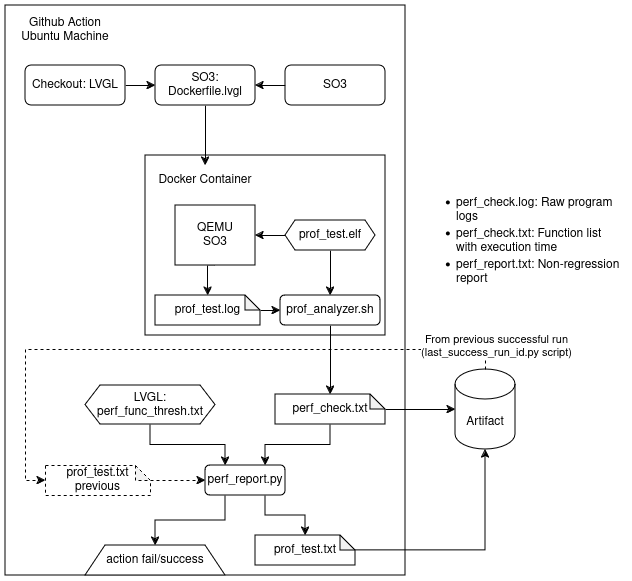 Github Action
Ubuntu Machine
Checkout: LVGL
SO3:
Dockerfile.lvgl
SO3
Docker Container
QEMU
SO3
prof_test.elf
prof_test.log
prof_analyzer.sh
• perf_check.log: Raw program
logs
• perf_check.txt: Function list
with execution time
• perf_report.txt: Non-regression
report
From previous successful run
(last_success_run_id.py script)
LVGL:
perf_func_thresh.txt
perf_check.txt
Artifact
prof_test.txt
previous
perf_report.py
action fail/success
prof_test.txt